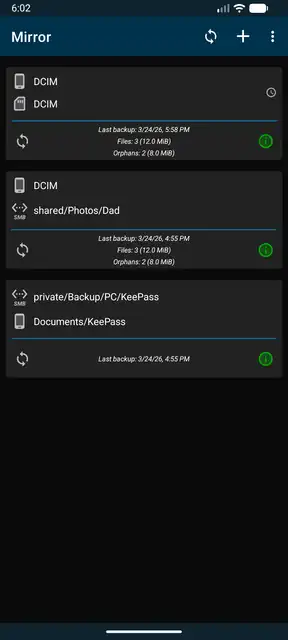 6:02
Mirror
DCIM
DCIM
Last backup: 3/24/26, 5:58 PM
Files: 3 (12.0 MiB)
Orphans: 2 (8.0 MiB)
DCIM
SMB
shared/Photos/Dad
Last backup: 3/24/26, 4:55 PM
Files: 3 (12.0 MiB)
Orphans: 2 (8.0 MiB)
private/Backup/PC/KeePass
SMB
Documents/KeePass
Last backup: 3/24/26, 4:55 PM